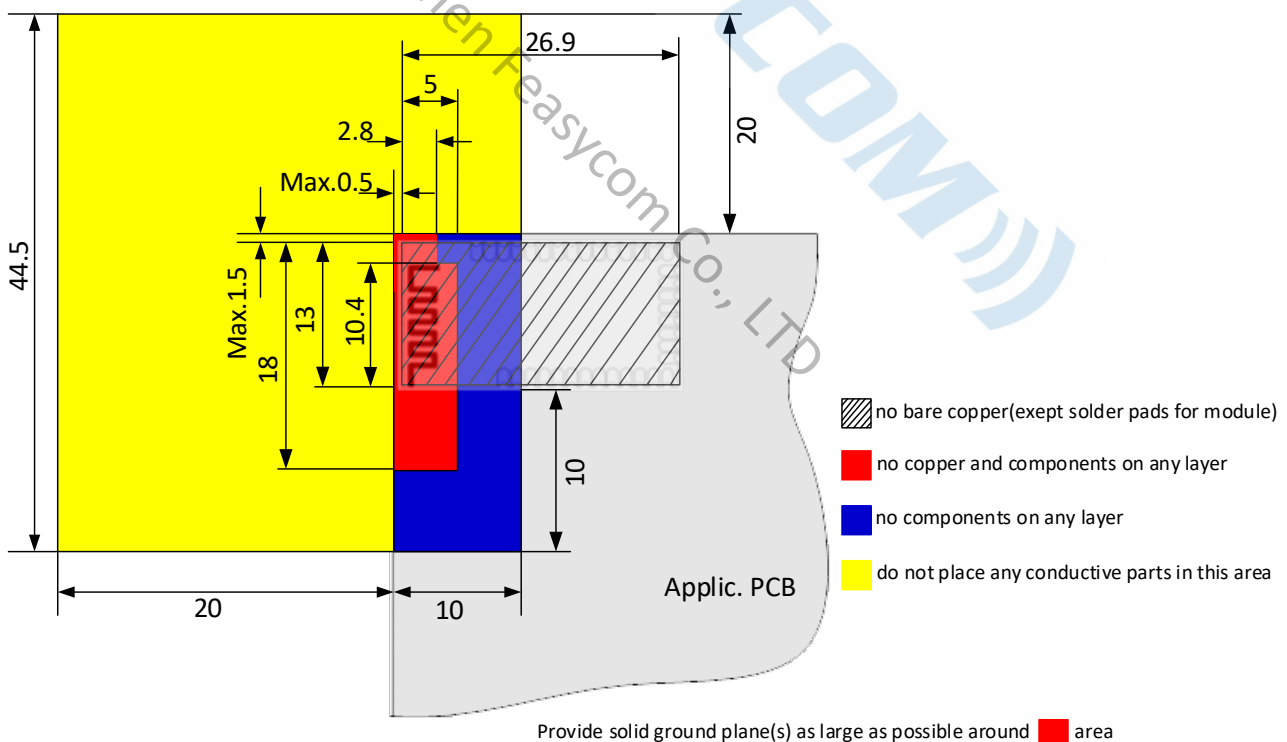 26.9
5
2.8
Max.0.5
20
44.5
Max.1.5
18
13
10.4
10
20
10
Applic. PCB
no bare copper(exept solder pads for module)
no copper and components on any layer
no components on any layer
do not place any conductive parts in this area
Provide solid ground plane(s) as large as possible around area
hen Feasycom Co., LTD
COM